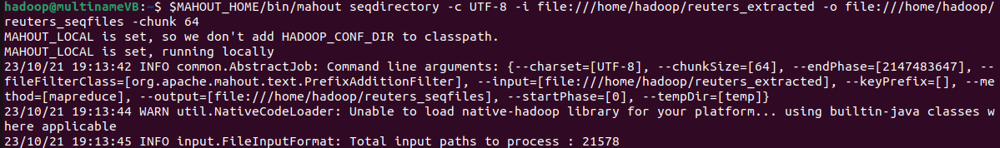 hadoop@multinameVB:~$ $MAHOUT_HOME/bin/mahout seqdirectory -c UTF-8 -i file:///home/hadoop/reuters_extracted -o file:///home/hadoop/
reuters_seqfiles -chunk 64
MAHOUT_LOCAL is set, so we don't add HADOOP_CONF_DIR to classpath.
MAHOUT_LOCAL is set, running locally
23/10/21 19:13:42 INFO common.AbstractJob: Command line arguments: {--charset=[UTF-8], --chunkSize=[64], --endPhase=[2147483647], --
fileFilterClass=[org.apache.mahout.text.PrefixAdditionFilter], --input=[file:///home/hadoop/reuters_extracted], --keyPrefix=[], --me
thod=[mapreduce], --output=[file:///home/hadoop/reuters_seqfiles], --startPhase=[0], --tempDir=[temp]}
23/10/21 19:13:44 WARN util.NativeCodeLoader: Unable to load native-hadoop library for your platform... using builtin-java classes w
here applicable
23/10/21 19:13:45 INFO input.FileInputFormat: Total input paths to process : 21578